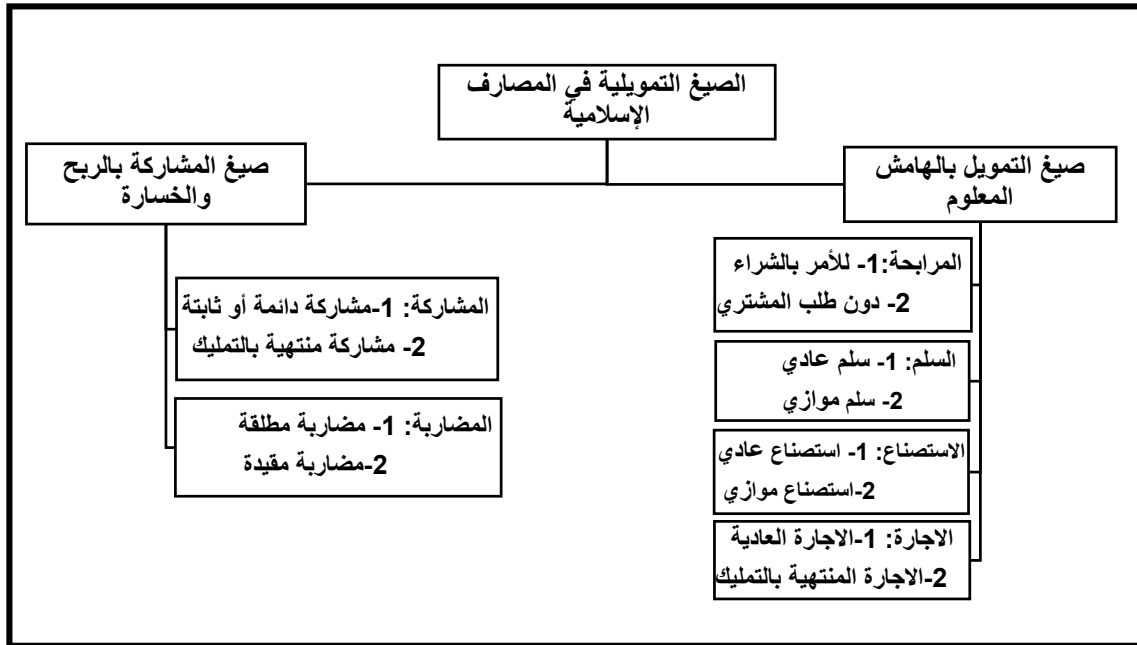 الصيغ التمويلية في المصارف
الإسلامية
صيغ التمويل بالهامش
المعلوم
المرابحة:1- للأمر بالشراء
2- دون طلب المشتري
السلم: 1- سلم عادي
2- سلم موازي
الاستصناع: 1- استصناع عادي
2-استصناع موازي
الاجارة: 1-الاجارة العادية
2-الاجارة المنتهية بالتمليك
صيغ المشاركة بالربح
والخسارة
المشاركة: 1-مشاركة دائمة أو ثابتة
2- مشاركة منتهية بالتمليك
المضاربة: 1- مضاربة مطلقة
2-مضاربة مقيدة